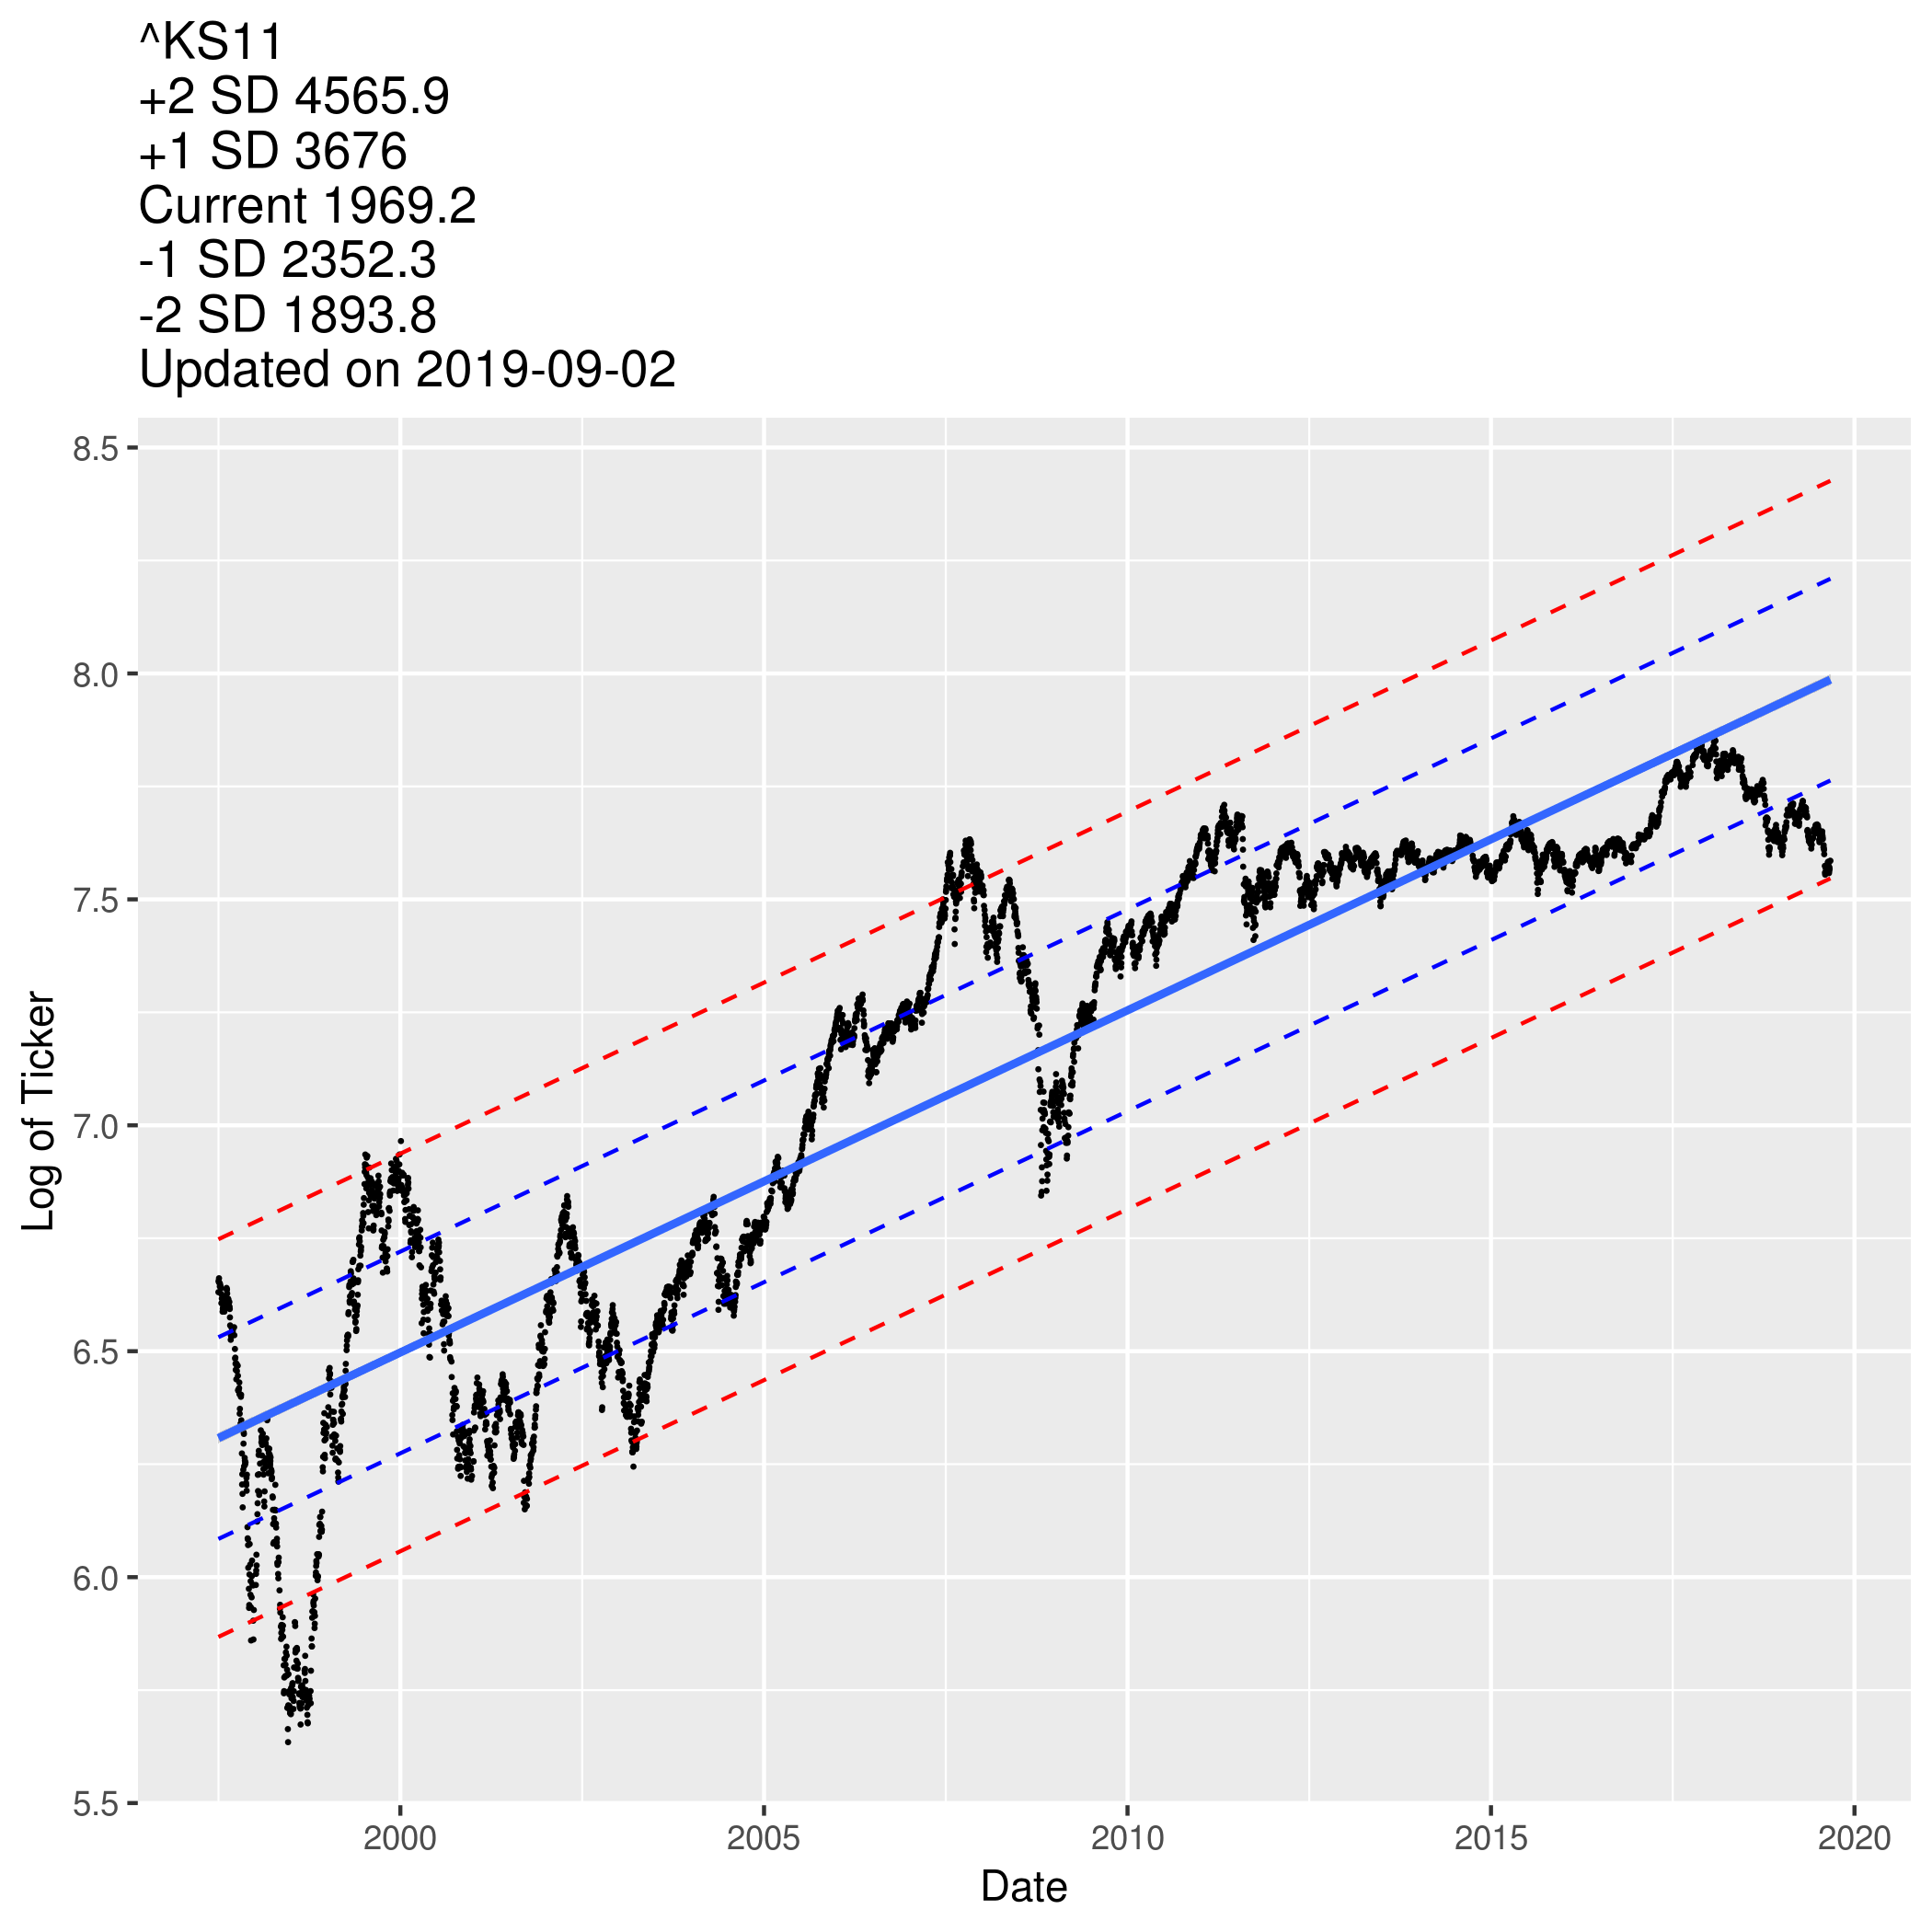 ^KS11
+2 SD 4565.9
+1 SD 3676
Current 1969.2
-1 SD 2352.3
-2 SD 1893.8
Updated on 2019-09-02
8.5
8.0
7.5
7.0
6.5
6.0
5.5
Log of Ticker
2000
2005
2010
2015
2020
Date